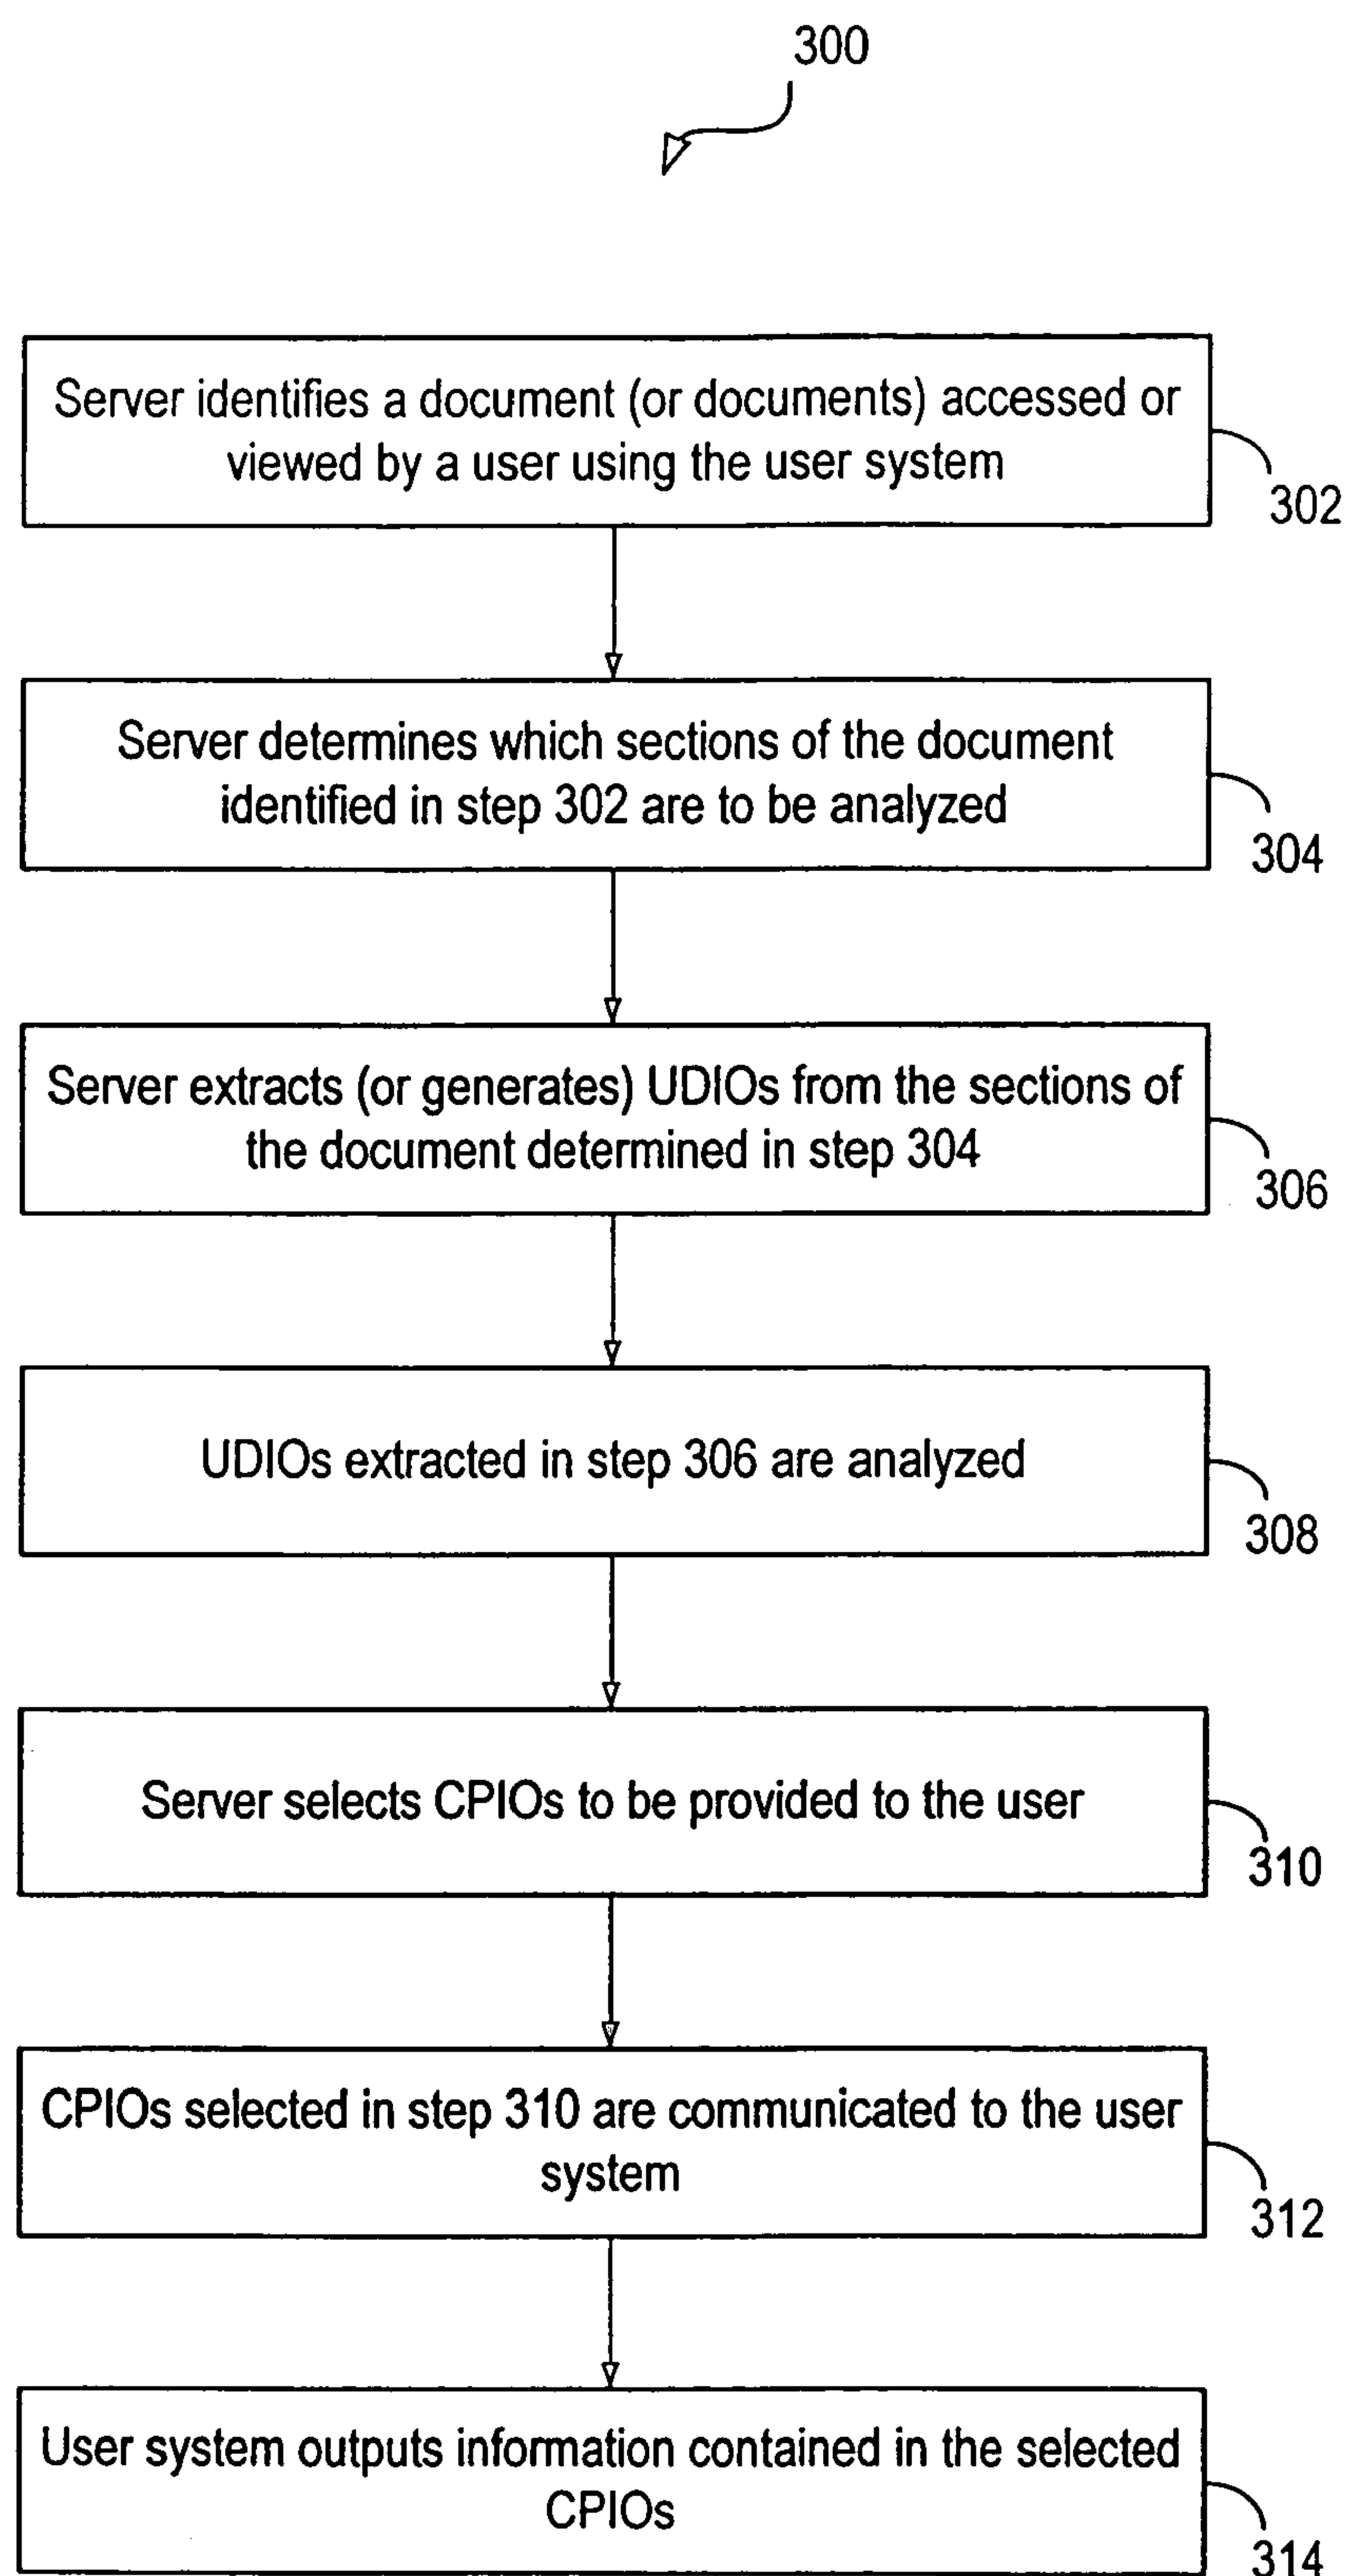 300
Server identifies a document (or documents) accessed or
viewed by a user using the user system
302
Server determines which sections of the document
identified in step 302 are to be analyzed
304
Server extracts (or generates) UDIOs from the sections of
the document determined in step 304
306
UDIOs extracted in step 306 are analyzed
308
Server selects CPIOs to be provided to the user
310
CPIOs selected in step 310 are communicated to the user
system
312
User system outputs information contained in the selected
CPIOs
314